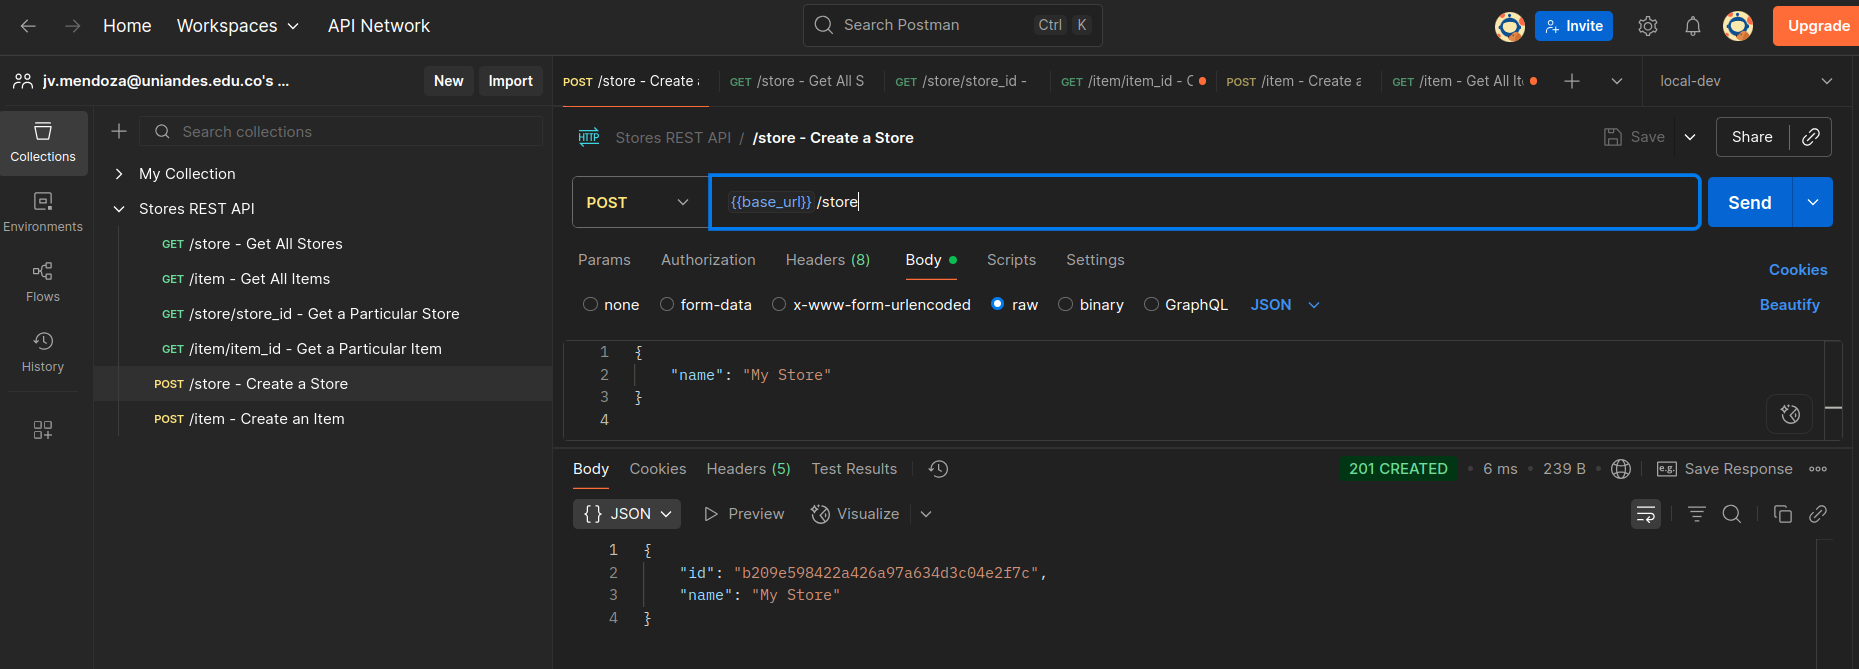 Home Workspaces API Network Search Postman Ctrl K Invite Upgrade
jv.mendoza@uniandes.edu.co's ... New Import
POST /store - Create a GET /store - Get All S GET /store/store_id - GET /item/item_id - G POST /item - Create a GET /item - Get All It local-dev
Collections
Environments
Flows
History
Search collections
My Collection
Stores REST API
GET /store - Get All Stores
GET /item - Get All Items
GET /store/store_id - Get a Particular Store
GET /item/item_id - Get a Particular Item
POST /store - Create a Store
POST /item - Create an Item
HTTP Stores REST API / /store - Create a Store Save Share
POST {{base_url}} /store Send
Params Authorization Headers (8) Body Scripts Settings Cookies
none form-data x-www-form-urlencoded raw binary GraphQL JSON Beautify
1 {
2 "name": "My Store"
3 }
4
Body Cookies Headers (5) Test Results 201 CREATED • 6 ms • 239 B • e.g. Save Response
{} JSON Preview Visualize
1 {
2 "id": "b209e598422a426a97a634d3c04e2f7c",
3 "name": "My Store"
4 }